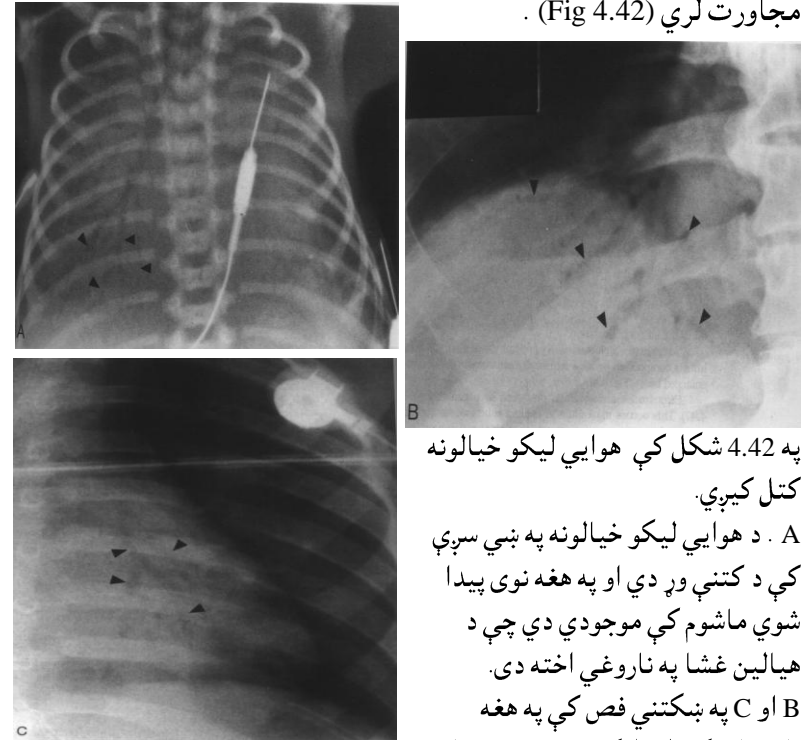 مجاورت لري (Fig 4.42) .
A
B
C
په 4.42 شکل کې هوايي ليکو خيالونه
کتل کيږي.
A . د هوايي ليکو خيالونه په ښي سږي
کې د کتنې وړ دي او په هغه نوی پيدا
شوي ماشوم کې موجودي دي چې د
هيالين غشا په ناروغي اخته دی.
B او C په ښکتني فص کې په هغه